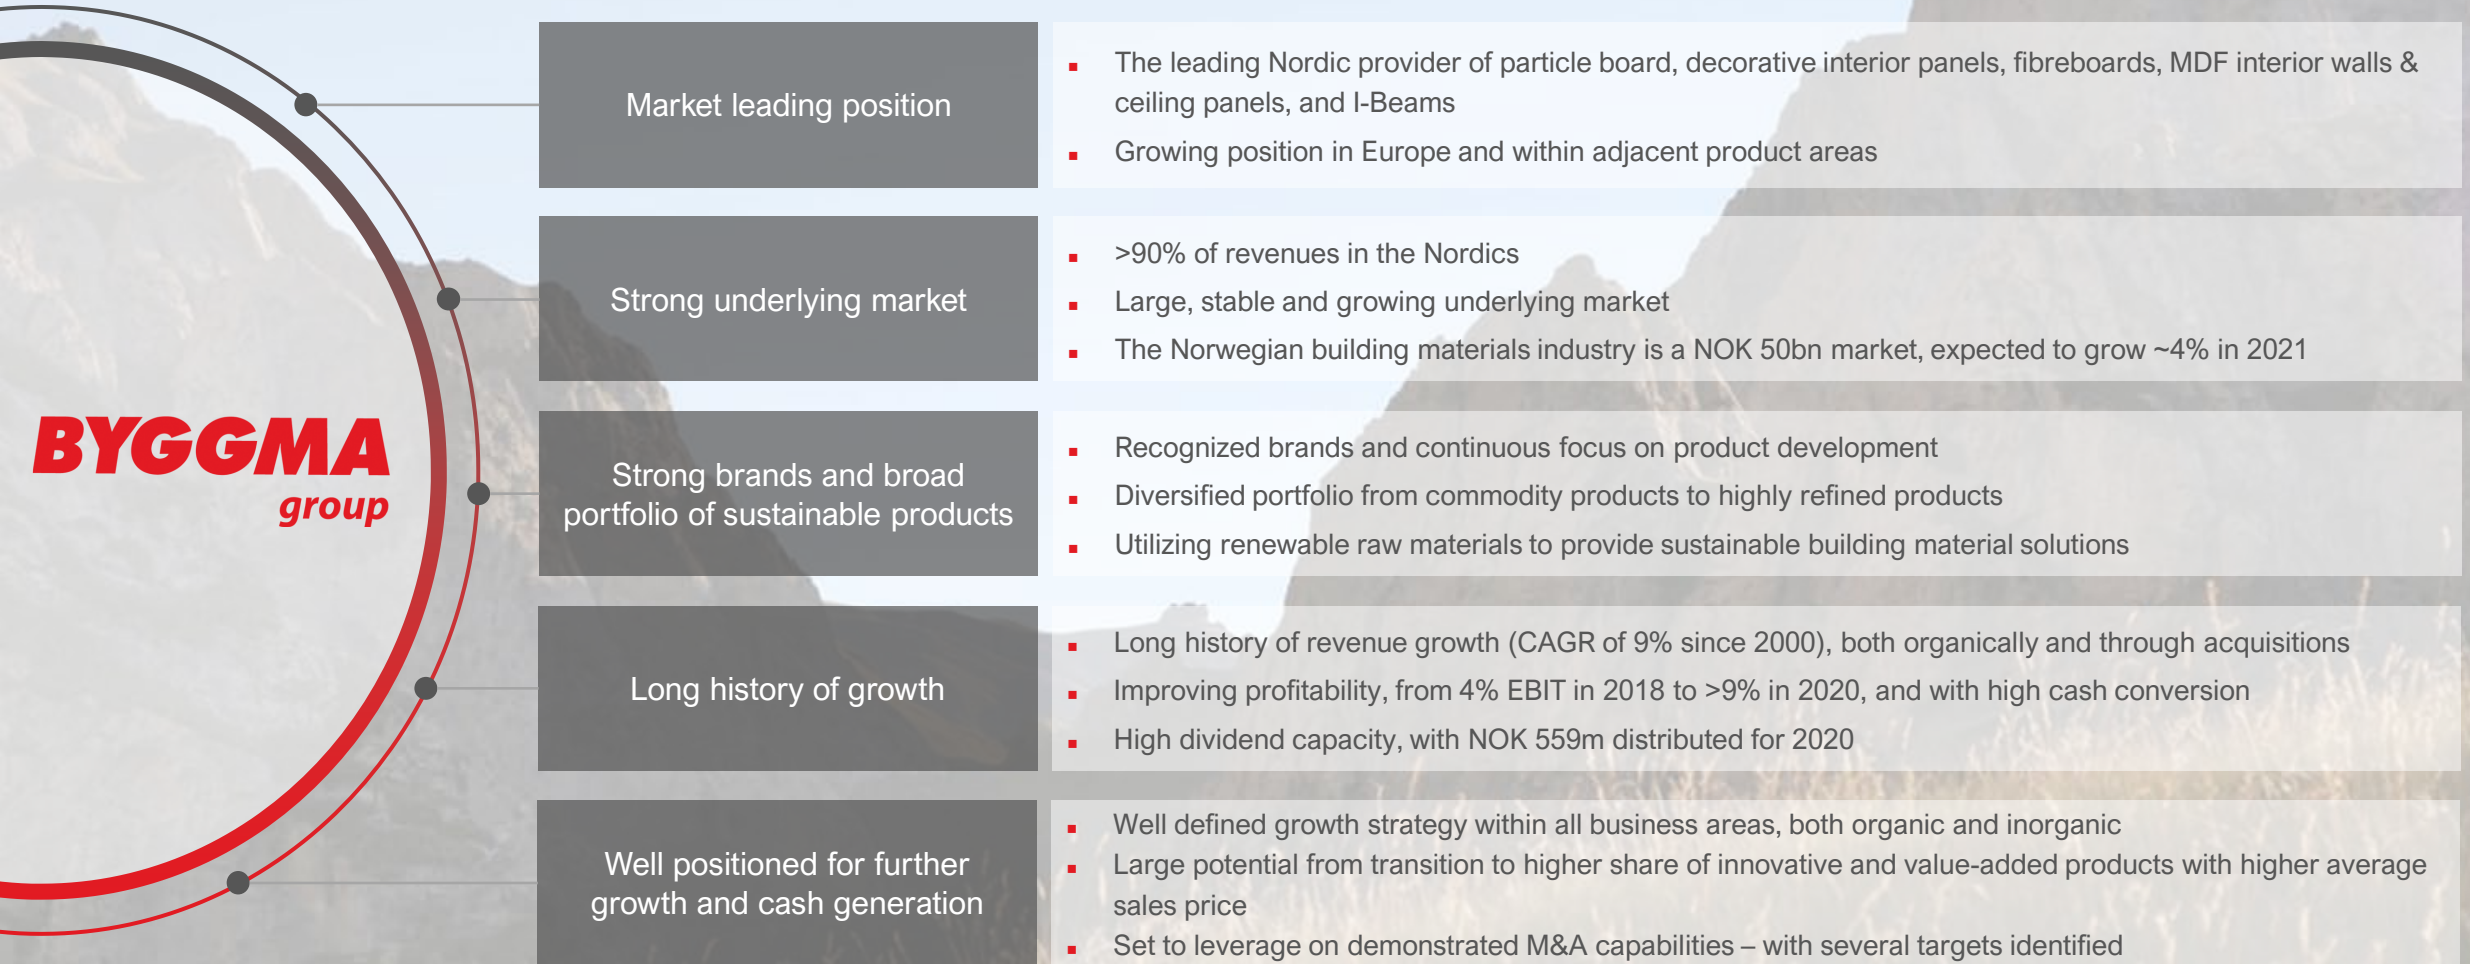 BYGGMA
group
Market leading position
▪ The leading Nordic provider of particle board, decorative interior panels, fibreboards, MDF interior walls &
ceiling panels, and I-Beams
▪ Growing position in Europe and within adjacent product areas
Strong underlying market
▪ >90% of revenues in the Nordics
▪ Large, stable and growing underlying market
▪ The Norwegian building materials industry is a NOK 50bn market, expected to grow ~4% in 2021
Strong brands and broad
portfolio of sustainable products
▪ Recognized brands and continuous focus on product development
▪ Diversified portfolio from commodity products to highly refined products
▪ Utilizing renewable raw materials to provide sustainable building material solutions
Long history of growth
▪ Long history of revenue growth (CAGR of 9% since 2000), both organically and through acquisitions
▪ Improving profitability, from 4% EBIT in 2018 to >9% in 2020, and with high cash conversion
▪ High dividend capacity, with NOK 559m distributed for 2020
Well positioned for further
growth and cash generation
▪ Well defined growth strategy within all business areas, both organic and inorganic
▪ Large potential from transition to higher share of innovative and value-added products with higher average
sales price
▪ Set to leverage on demonstrated M&A capabilities – with several targets identified